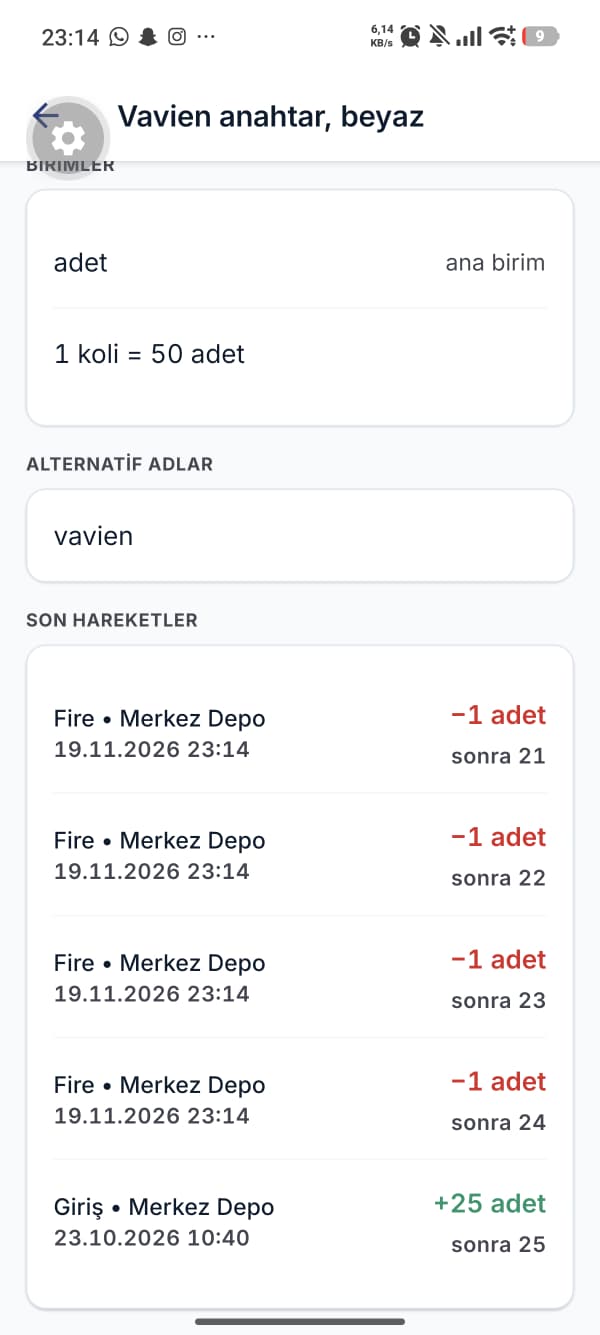 23:14
6,14
KB/s
9
Vavien anahtar, beyaz
BİRİMLER
adet
ana birim
1 koli = 50 adet
ALTERNATİF ADLAR
vavien
SON HAREKETLER
Fire • Merkez Depo
−1 adet
19.11.2026 23:14
sonra 21
Fire • Merkez Depo
−1 adet
19.11.2026 23:14
sonra 22
Fire • Merkez Depo
−1 adet
19.11.2026 23:14
sonra 23
Fire • Merkez Depo
−1 adet
19.11.2026 23:14
sonra 24
Giriş • Merkez Depo
+25 adet
23.10.2026 10:40
sonra 25